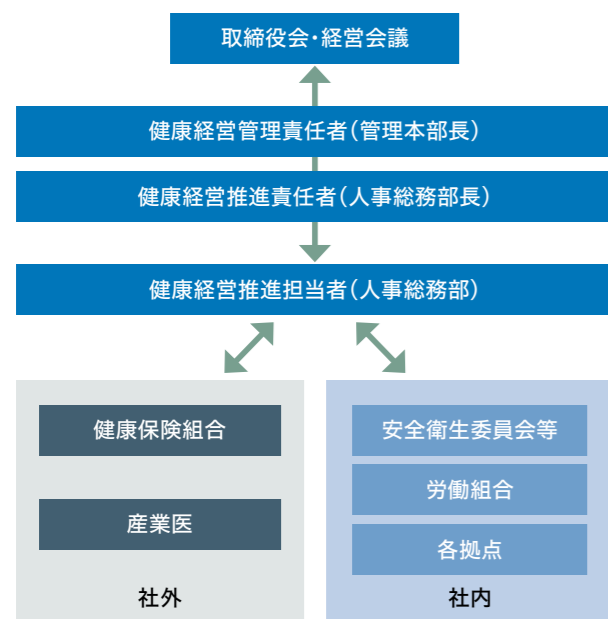 取締役会・経営会議
健康経営管理責任者(管理本部長)
健康経営推進責任者(人事総務部長)
健康経営推進担当者(人事総務部)
健康保険組合
産業医
社外
安全衛生委員会等
労働組合
各拠点
社内